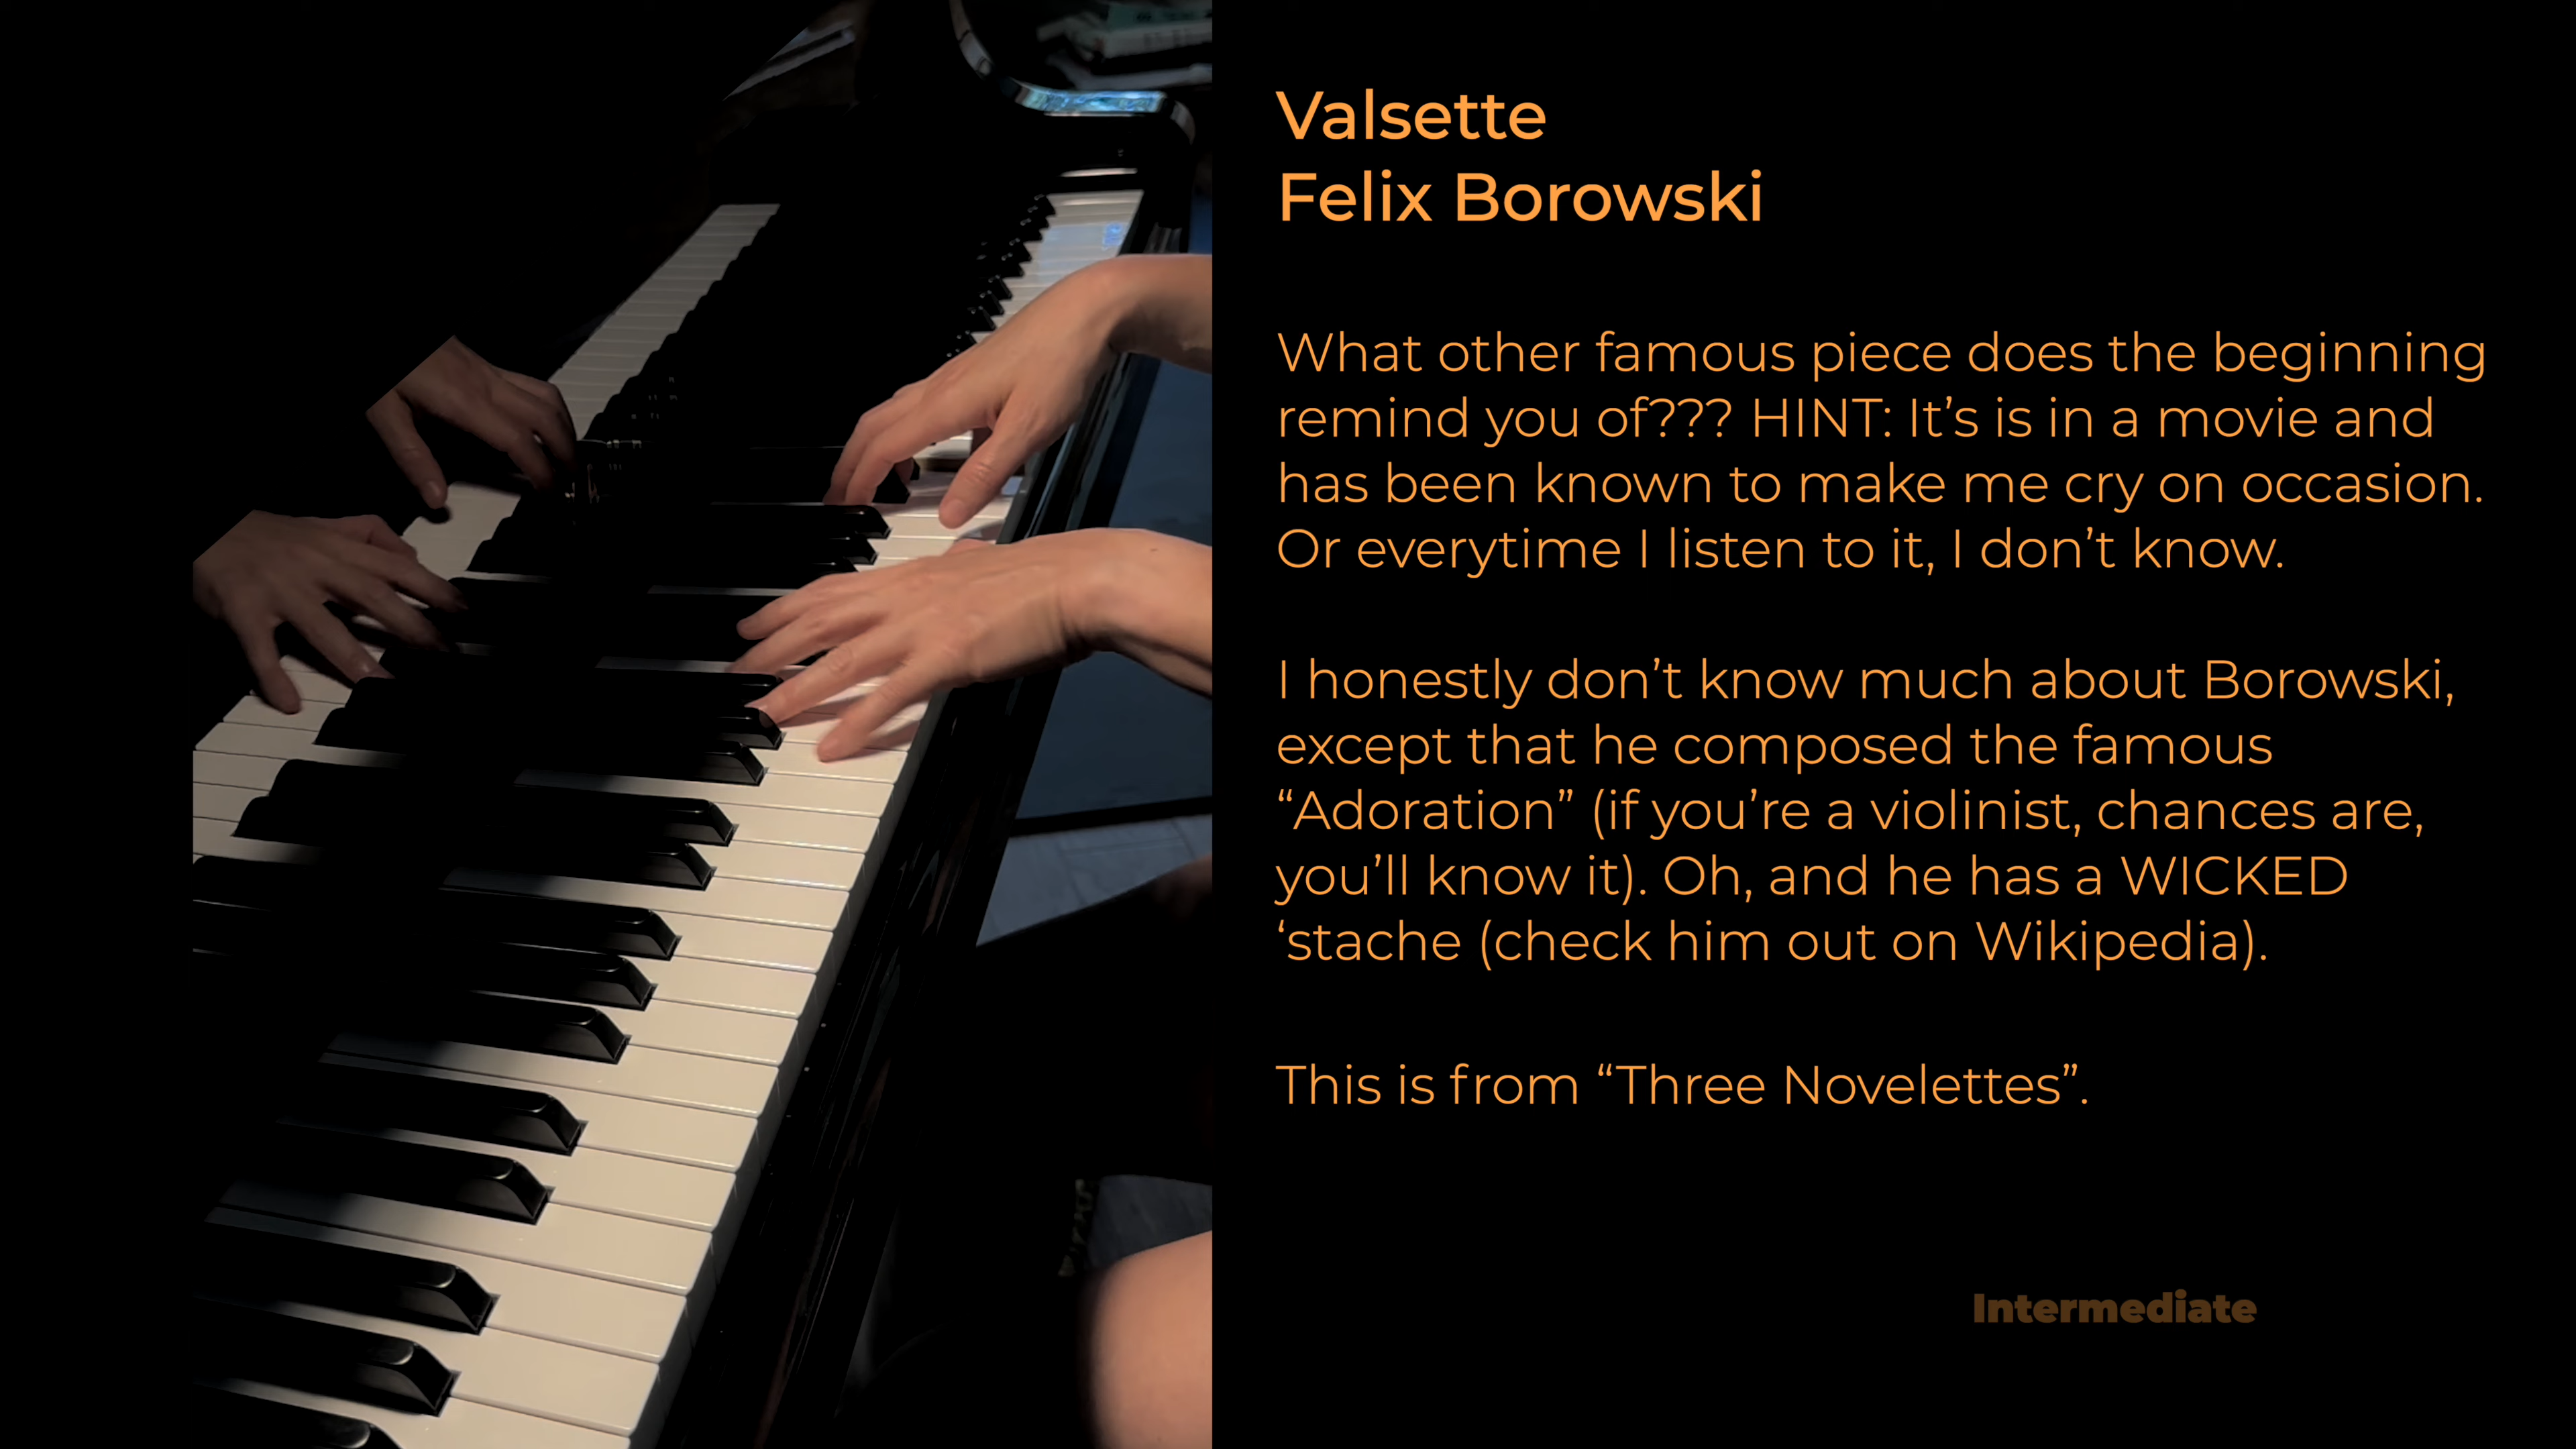 Valsette
Felix Borowski
What other famous piece does the beginning
remind you of??? HINT: It’s is in a movie and
has been known to make me cry on occasion.
Or everytime I listen to it, I don’t know.
I honestly don’t know much about Borowski,
except that he composed the famous
“Adoration” (if you’re a violinist, chances are,
you’ll know it). Oh, and he has a WICKED
‘stache (check him out on Wikipedia).
This is from “Three Novelettes”.
Intermediate